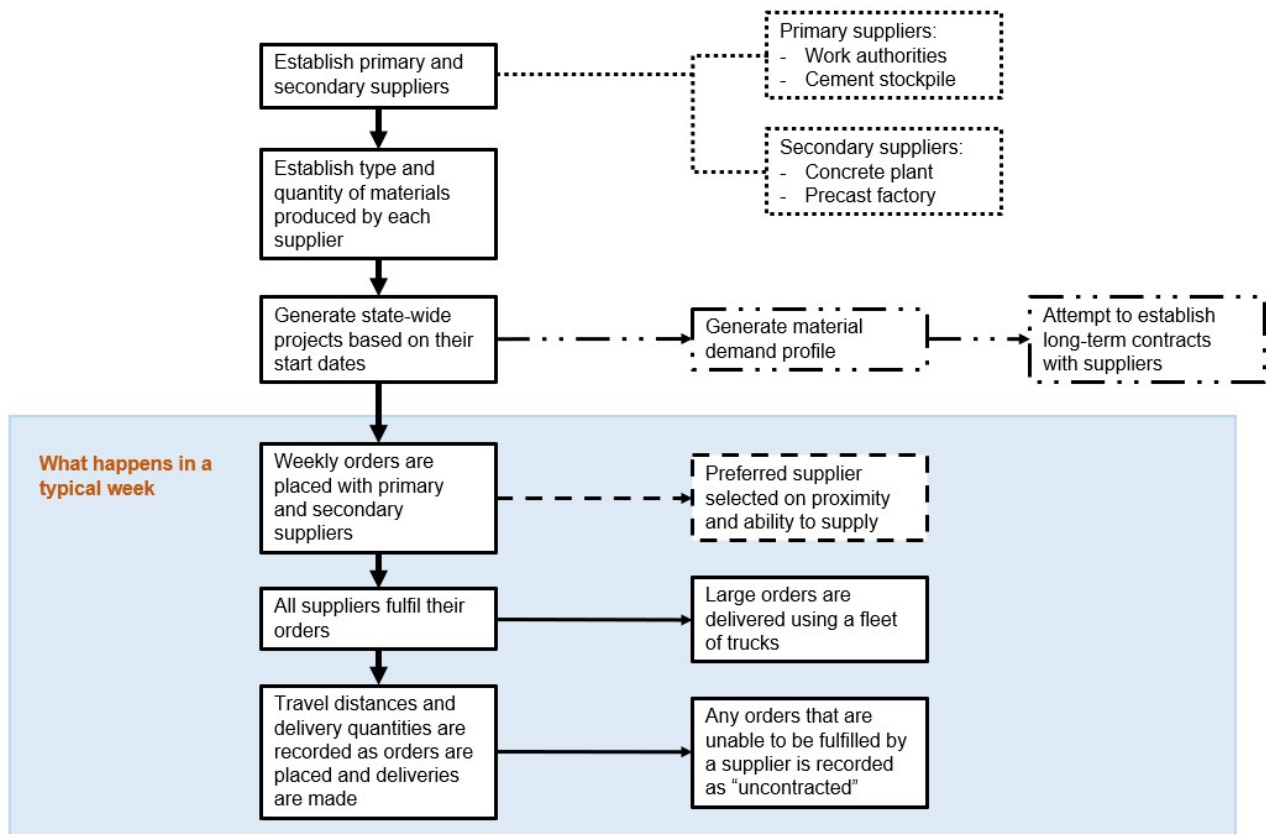 Establish primary and
secondary suppliers
Primary suppliers:
- Work authorities
- Cement stockpile
Secondary suppliers:
- Concrete plant
- Precast factory
Establish type and
quantity of materials
produced by each
supplier
Generate state-wide
projects based on their
start dates
Generate material
demand profile
Attempt to establish
long-term contracts
with suppliers
What happens in a
typical week
Weekly orders are
placed with primary
and secondary
suppliers
Preferred supplier
selected on proximity
and ability to supply
All suppliers fulfil their
orders
Large orders are
delivered using a fleet
of trucks
Travel distances and
delivery quantities are
recorded as orders are
placed and deliveries
are made
Any orders that are
unable to be fulfilled by
a supplier is recorded
as “uncontracted”